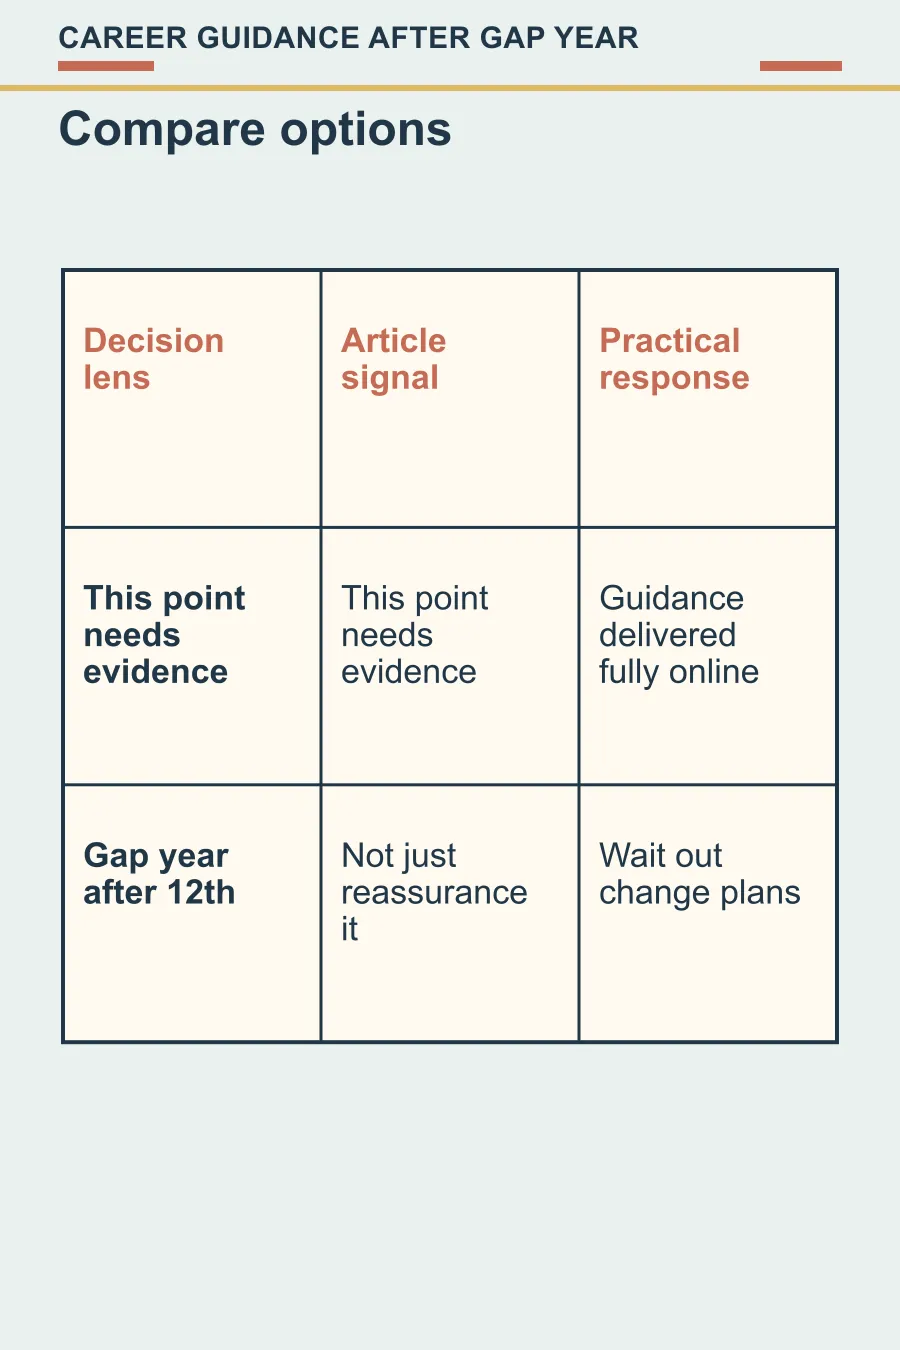 CAREER GUIDANCE AFTER GAP YEAR
Compare options
Decision
lens
Article
signal
Practical
response
This point
needs
evidence
This point
needs
evidence
Guidance
delivered
fully online
Gap year
after 12th
Not just
reassurance
it
Wait out
change plans